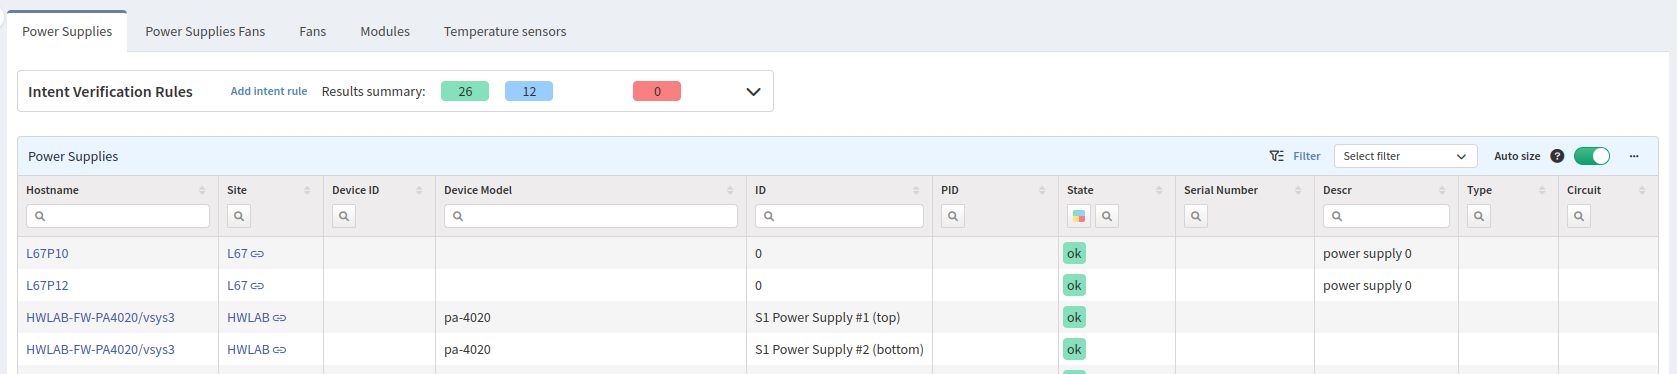 Power Supplies Power Supplies Fans Fans Modules Temperature sensors
Intent Verification Rules Add intent rule Results summary: 26 12 0
Power Supplies Filter Select filter Auto size ? ...
Hostname Site Device ID Device Model ID PID State Serial Number Descr Type Circuit
L67P10 L67 0 ok power supply 0
L67P12 L67 0 ok power supply 0
HWLAB-FW-PA4020/vsys3 HWLAB pa-4020 S1 Power Supply #1 (top) ok
HWLAB-FW-PA4020/vsys3 HWLAB pa-4020 S1 Power Supply #2 (bottom) ok